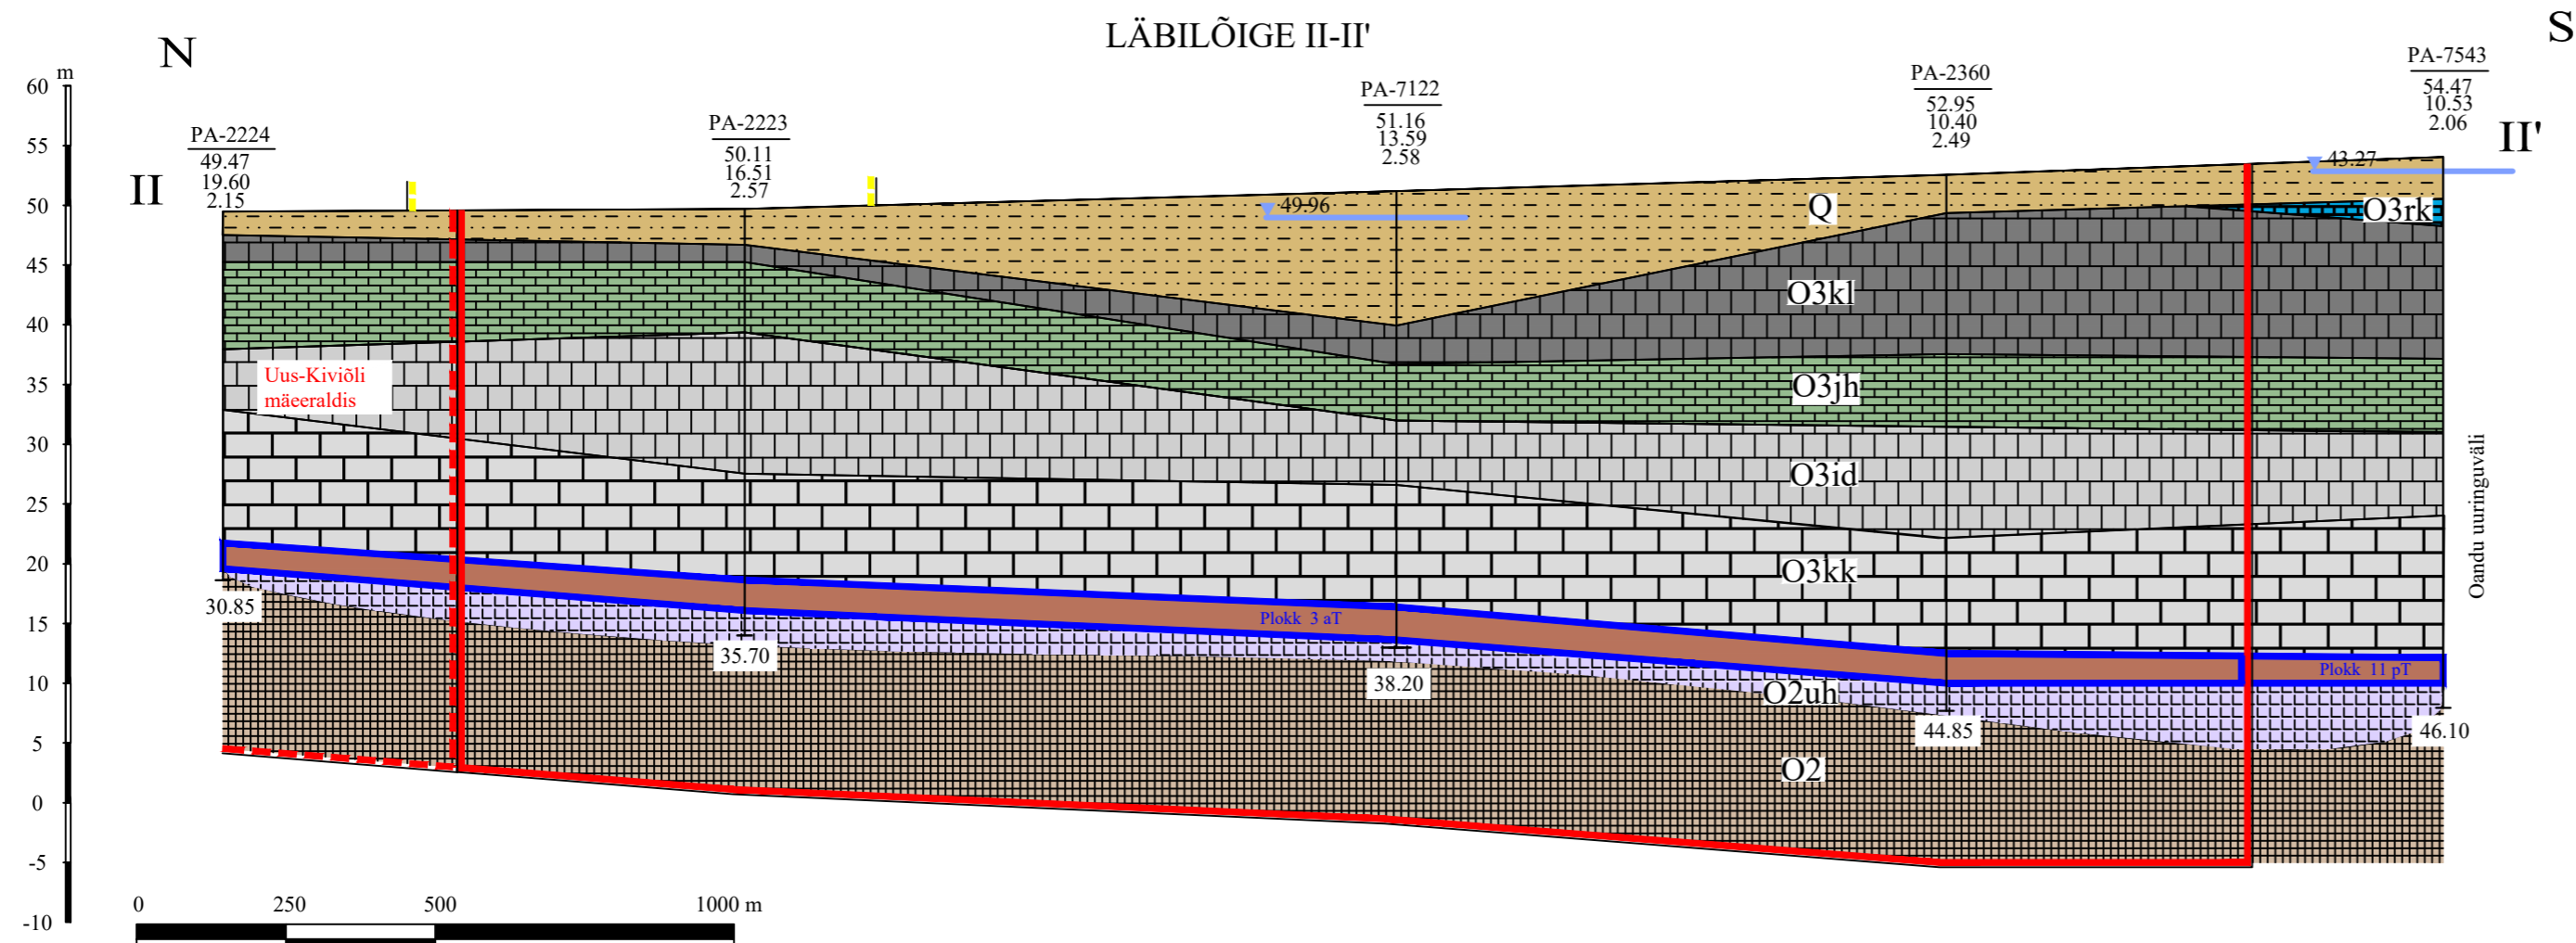 LÄBILÕIGE II-II'
N
S
m
60
55
50
45
40
35
30
25
20
15
10
5
0
-5
-10
II
II'
PA-2224
49.47
19.60
2.15
PA-2223
50.11
16.51
2.57
PA-7122
51.16
13.59
2.58
PA-2360
52.95
10.40
2.49
PA-7543
54.47
10.53
2.06
49.96
43.27
Q
O3rk
O3kl
O3jh
O3id
O3kk
O2uh
O2
Uus-Kiviõli
mäeeraldis
Plokk 3 aT
Plokk 11 pT
30.85
35.70
38.20
44.85
46.10
Oandu uuringuväli
0
250
500
1000 m